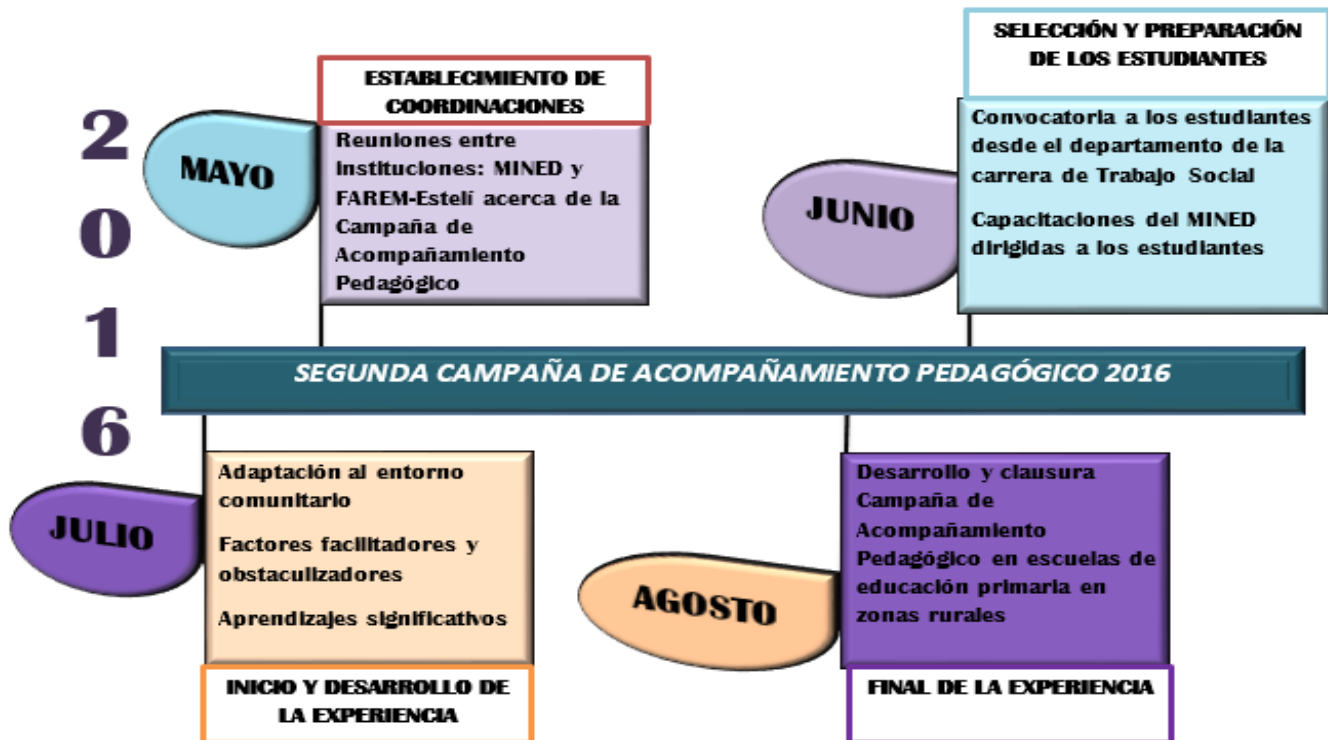 2
0
1
6
MAYO
ESTABLECIMIENTO DE
COORDINACIONES
Reuniones entre
instituciones: MINED y
FAREM-Estelí acerca de la
Campaña de
Acompañamiento
Pedagógico
JUNIO
SELECCIÓN Y PREPARACIÓN
DE LOS ESTUDIANTES
Convocatoria a los estudiantes
desde el departamento de la
carrera de Trabajo Social
Capacitaciones del MINED
dirigidas a los estudiantes
SEGUNDA CAMPAÑA DE ACOMPAÑAMIENTO PEDAGÓGICO 2016
JULIO
Adaptación al entorno
comunitario
Factores facilitadores y
obstaculizadores
Aprendizajes significativos
INICIO Y DESARROLLO DE
LA EXPERIENCIA
AGOSTO
Desarrollo y clausura
Campaña de
Acompañamiento
Pedagógico en escuelas de
educación primaria en
zonas rurales
FINAL DE LA EXPERIENCIA